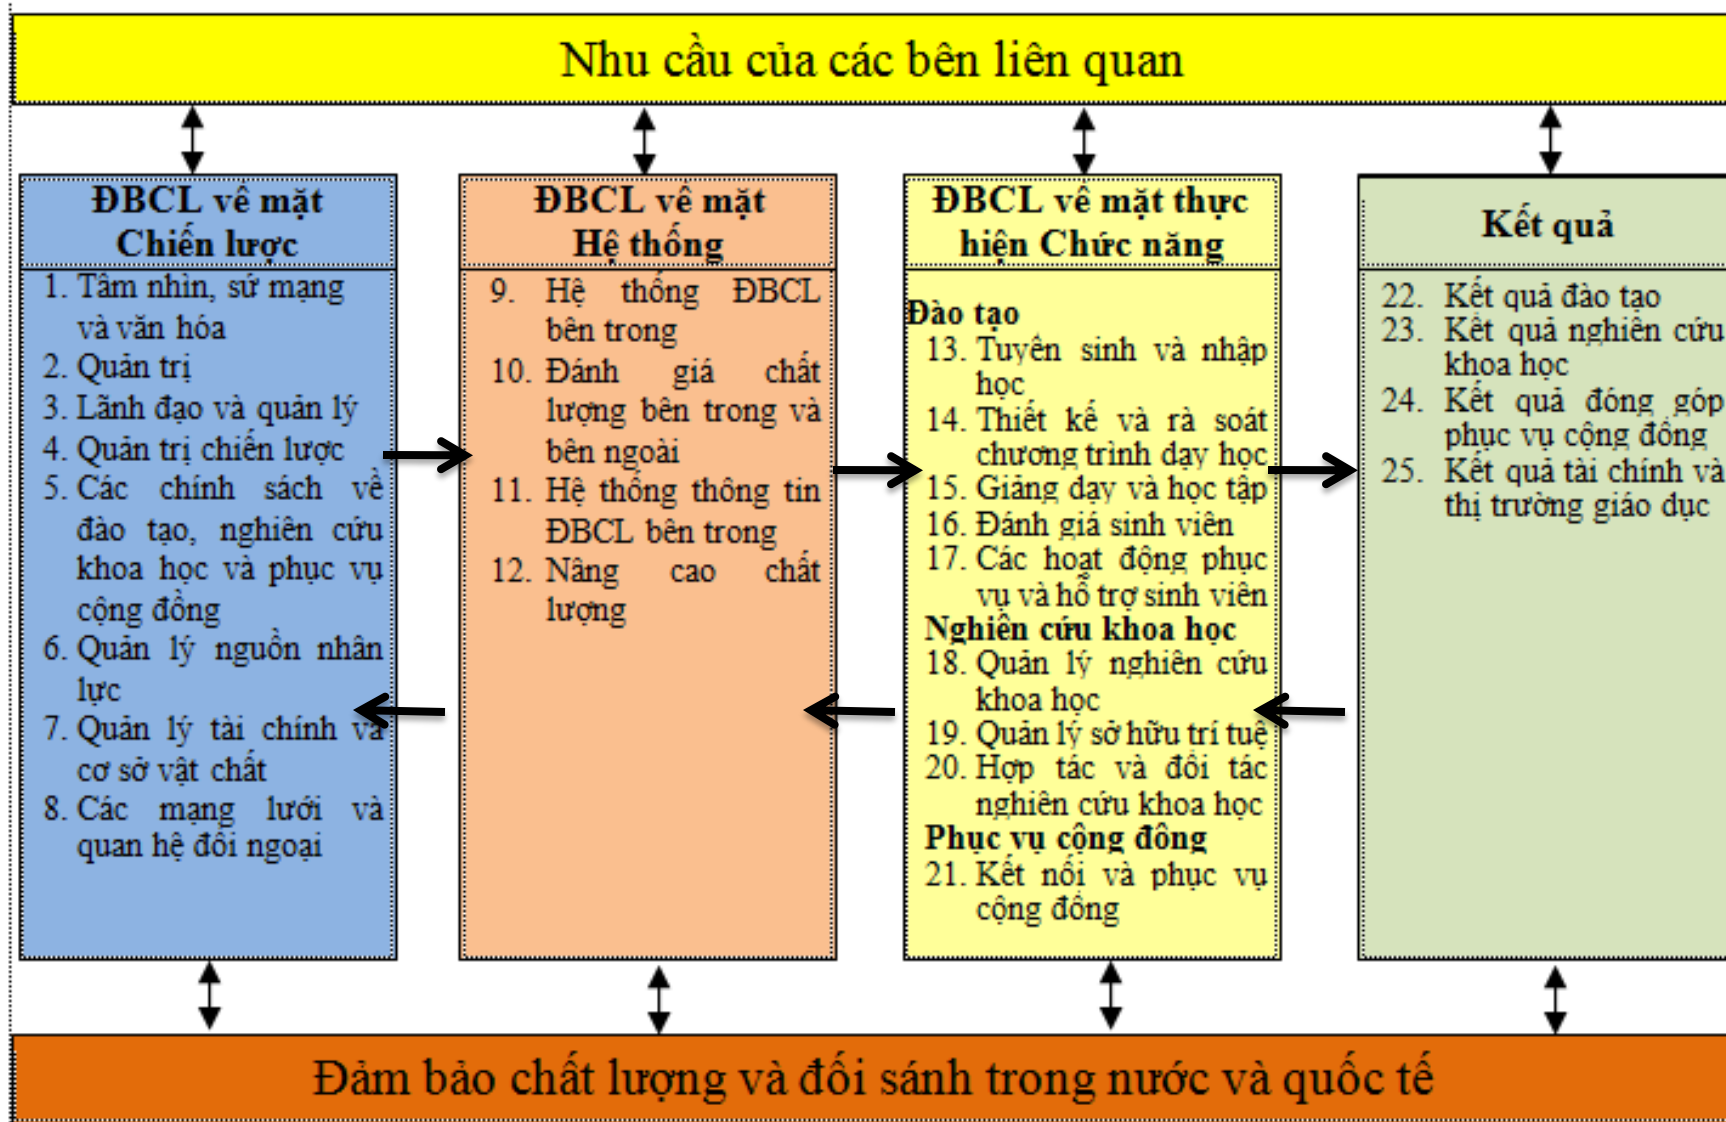 Nhu cầu của các bên liên quan
ĐBCL về mặt
Chiến lược
1. Tầm nhìn, sứ mạng
và văn hóa
2. Quản trị
3. Lãnh đạo và quản lý
4. Quản trị chiến lược
5. Các chính sách về
đào tạo, nghiên cứu
khoa học và phục vụ
cộng đồng
6. Quản lý nguồn nhân
lực
7. Quản lý tài chính và
cơ sở vật chất
8. Các mạng lưới và
quan hệ đối ngoại
ĐBCL về mặt
Hệ thống
9. Hệ thống ĐBCL
bên trong
10. Đánh giá chất
lượng bên trong và
bên ngoài
11. Hệ thống thông tin
ĐBCL bên trong
12. Nâng cao chất
lượng
ĐBCL về mặt thực
hiện Chức năng
Đào tạo
13. Tuyển sinh và nhập
học
14. Thiết kế và rà soát
chương trình dạy học
15. Giảng dạy và học tập
16. Đánh giá sinh viên
17. Các hoạt động phục
vụ và hỗ trợ sinh viên
Nghiên cứu khoa học
18. Quản lý nghiên cứu
khoa học
19. Quản lý sở hữu trí tuệ
20. Hợp tác và đối tác
nghiên cứu khoa học
Phục vụ cộng đồng
21. Kết nối và phục vụ
cộng đồng
Kết quả
22. Kết quả đào tạo
23. Kết quả nghiên cứu
khoa học
24. Kết quả đóng góp
phục vụ cộng đồng
25. Kết quả tài chính và
thị trường giáo dục
Đảm bảo chất lượng và đối sánh trong nước và quốc tế